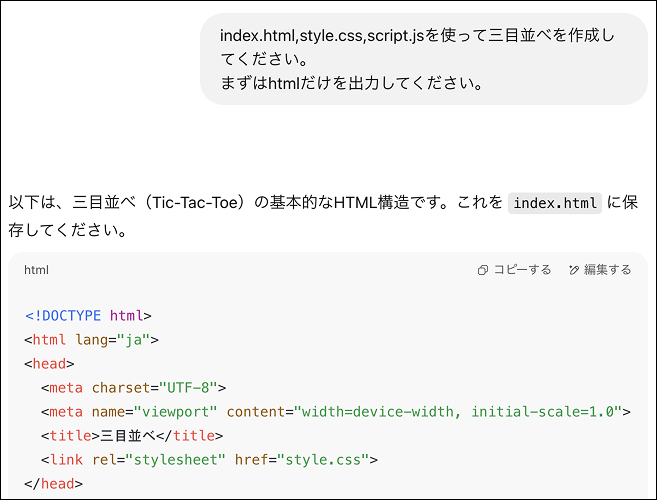 index.html,style.css,script.jsを使って三目並べを作成し
てください。
まずはhtmlだけを出力してください。
以下は、三目並べ（Tic-Tac-Toe）の基本的なHTML構造です。これを index.html に保
存してください。
html コピーする 編集する
<!DOCTYPE html>
<html lang="ja">
<head>
  <meta charset="UTF-8">
  <meta name="viewport" content="width=device-width, initial-scale=1.0">
  <title>三目並べ</title>
  <link rel="stylesheet" href="style.css">
</head>